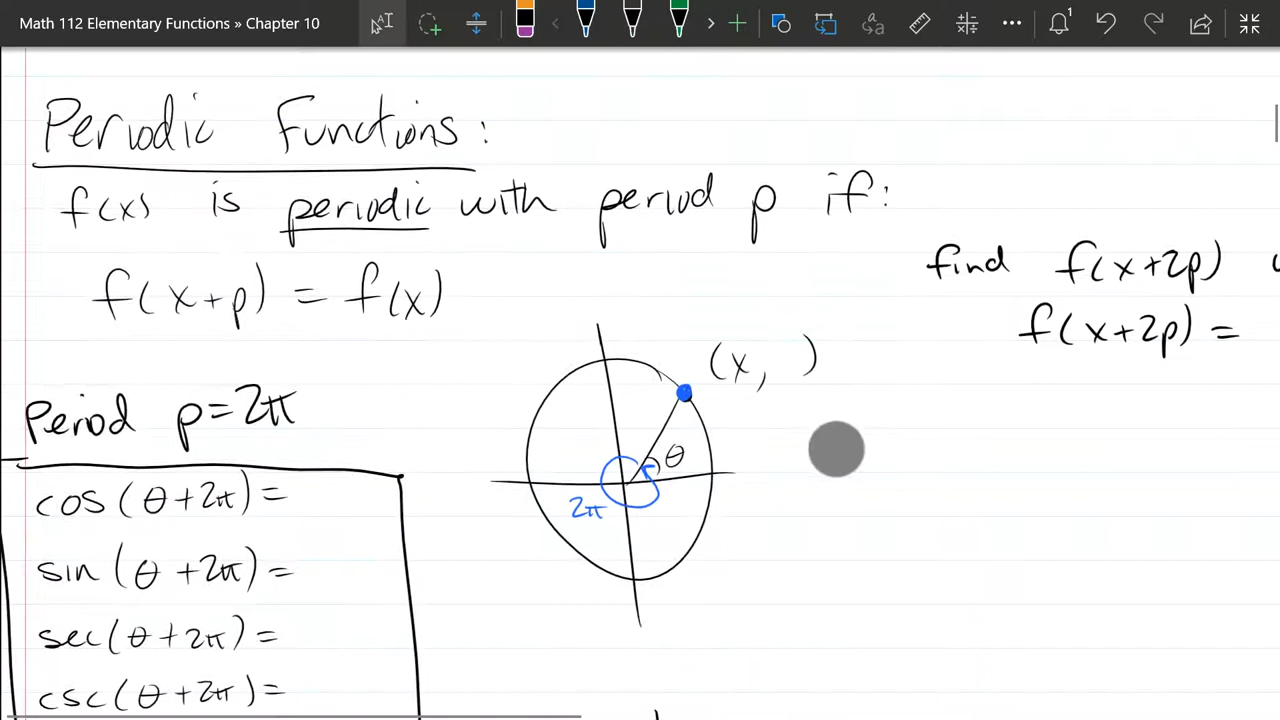 Math 112 Elementary Functions » Chapter 10
Periodic Functions:
f(x) is periodic with period p if:
f(x+p) = f(x)
find f(x+2p)
f(x+2p) =
(x, )
θ
2π
Period p=2π
cos(θ+2π)=
sin(θ+2π)=
sec(θ+2π)=
csc(θ+2π)=